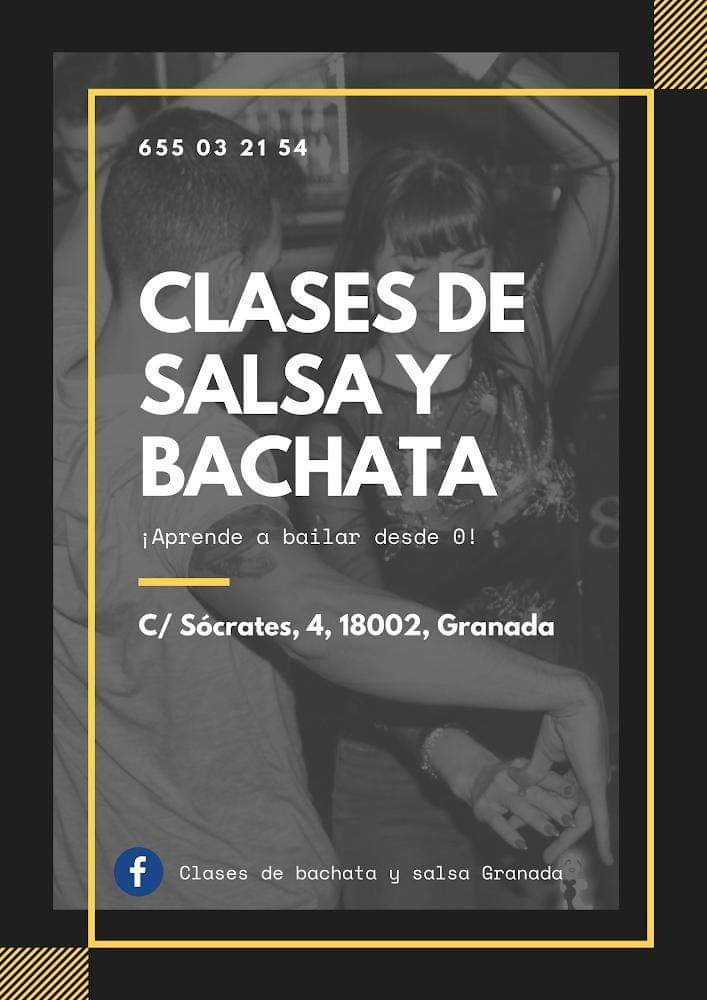 655 03 21 54
CLASES DE
SALSA Y
BACHATA
¡Aprende a bailar desde 0!
C/ Sócrates, 4, 18002, Granada
f
Clases de bachata y salsa Granada